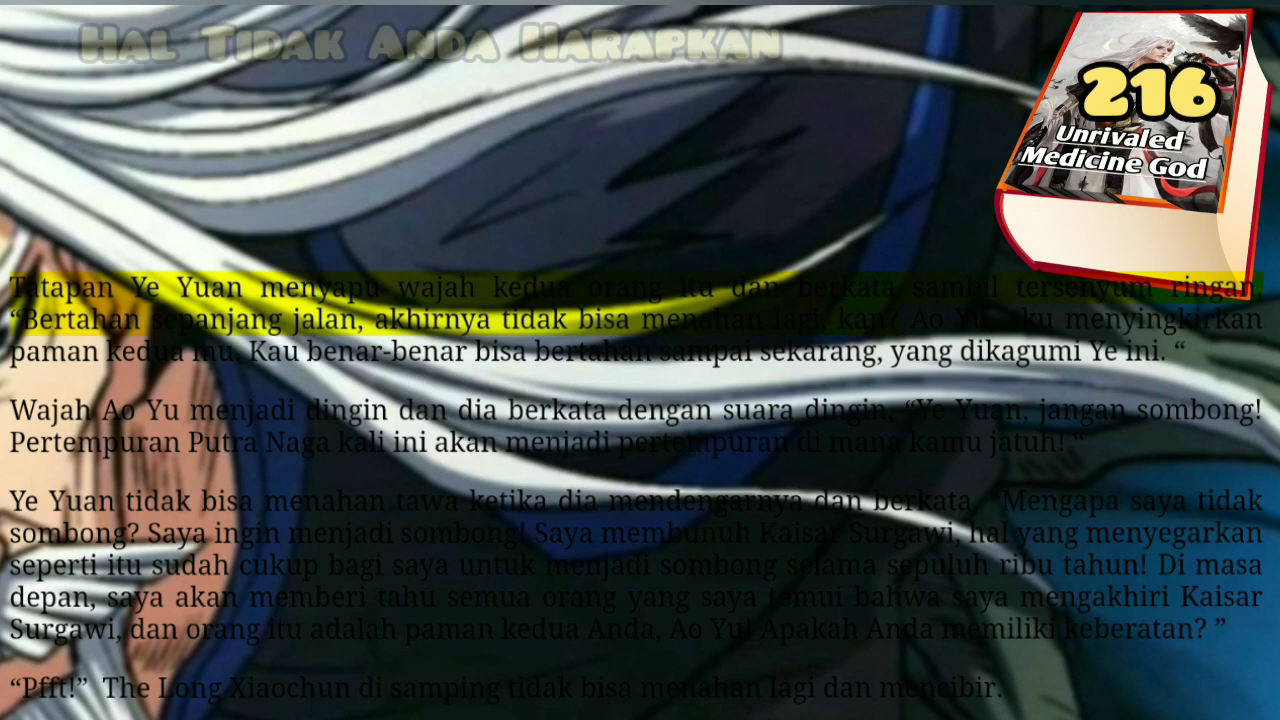 Hal Tidak Anda Harapkan
216
Unrivaled
Medicine God
Tatapan Ye Yuan menyapu wajah kedua orang itu dan berkata sambil tersenyum ringan,
“Bertahan sepanjang jalan, akhirnya tidak bisa menahan lagi, kan? Ao Yu, aku menyingkirkan
paman kedua mu. Kau benar-benar bisa bertahan sampai sekarang, yang dikagumi Ye ini. “
Wajah Ao Yu menjadi dingin dan dia berkata dengan suara dingin, “Ye Yuan, jangan sombong!
Pertempuran Putra Naga kali ini akan menjadi pertempuran di mana kamu jatuh! “
Ye Yuan tidak bisa menahan tawa ketika dia mendengarnya dan berkata, “Mengapa saya tidak
sombong? Saya ingin menjadi sombong! Saya membunuh Kaisar Surgawi, hal yang menyegarkan
seperti itu sudah cukup bagi saya untuk menjadi sombong selama sepuluh ribu tahun! Di masa
depan, saya akan memberi tahu semua orang yang saya temui bahwa saya mengakhiri Kaisar
Surgawi, dan orang itu adalah paman kedua Anda, Ao Yu! Apakah Anda memiliki keberatan? ”
“Pfft!”  The Long Xiaochun di samping tidak bisa menahan lagi dan mencibir.